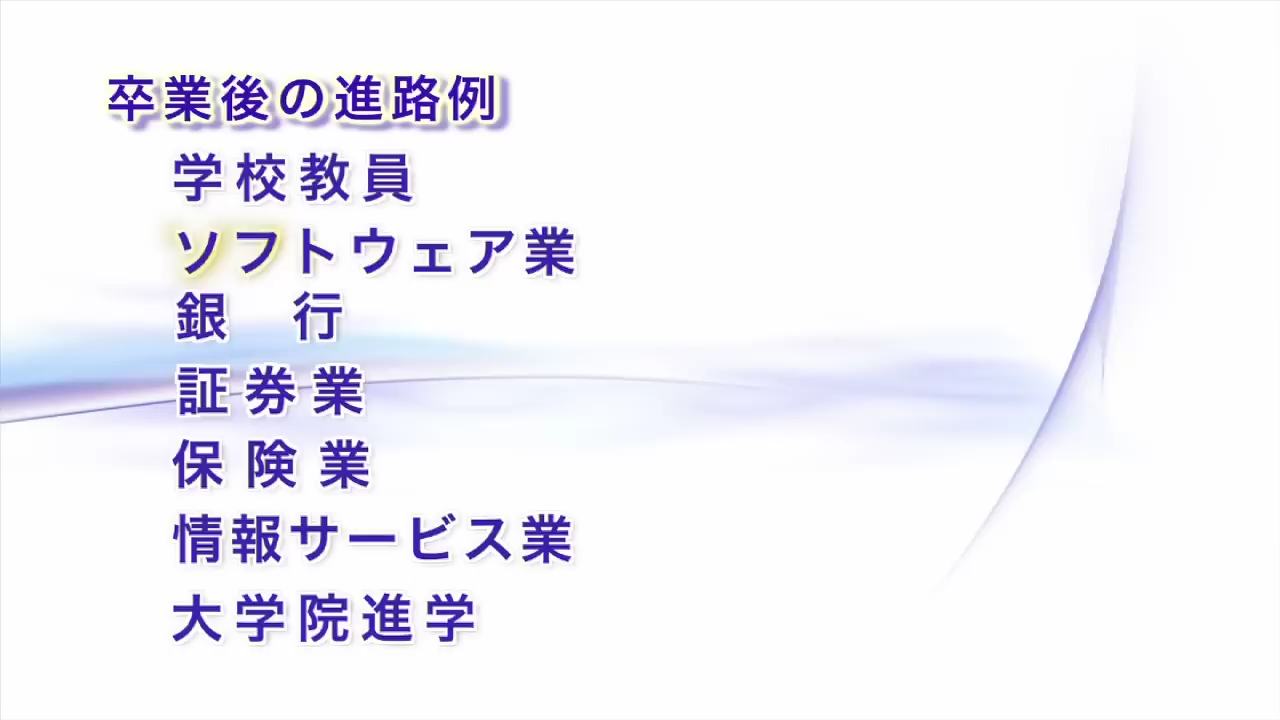 卒業後の進路例
学校教員
ソフトウェア業
銀　行
証券業
保険業
情報サービス業
大学院進学